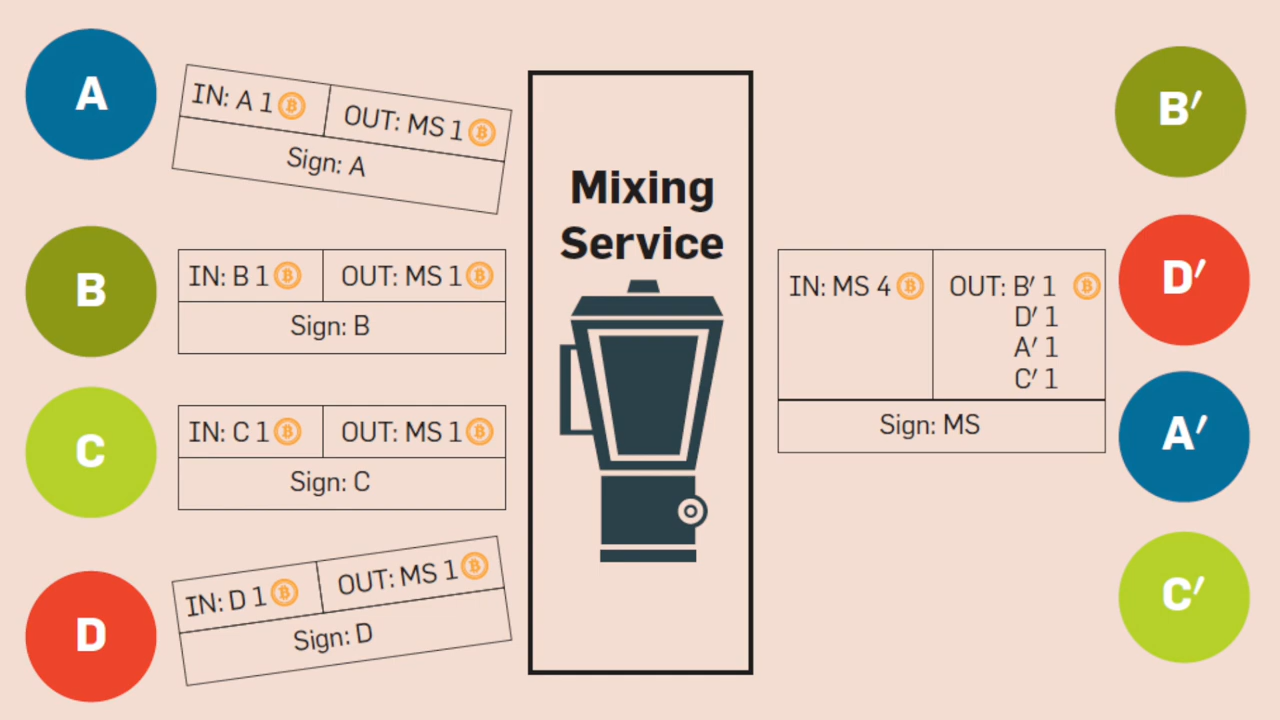 A
IN: A 1
OUT: MS 1
Sign: A
B
IN: B 1
OUT: MS 1
Sign: B
C
IN: C 1
OUT: MS 1
Sign: C
D
IN: D 1
OUT: MS 1
Sign: D
Mixing
Service
IN: MS 4
OUT: B′ 1
D′ 1
A′ 1
C′ 1
Sign: MS
B′
D′
A′
C′